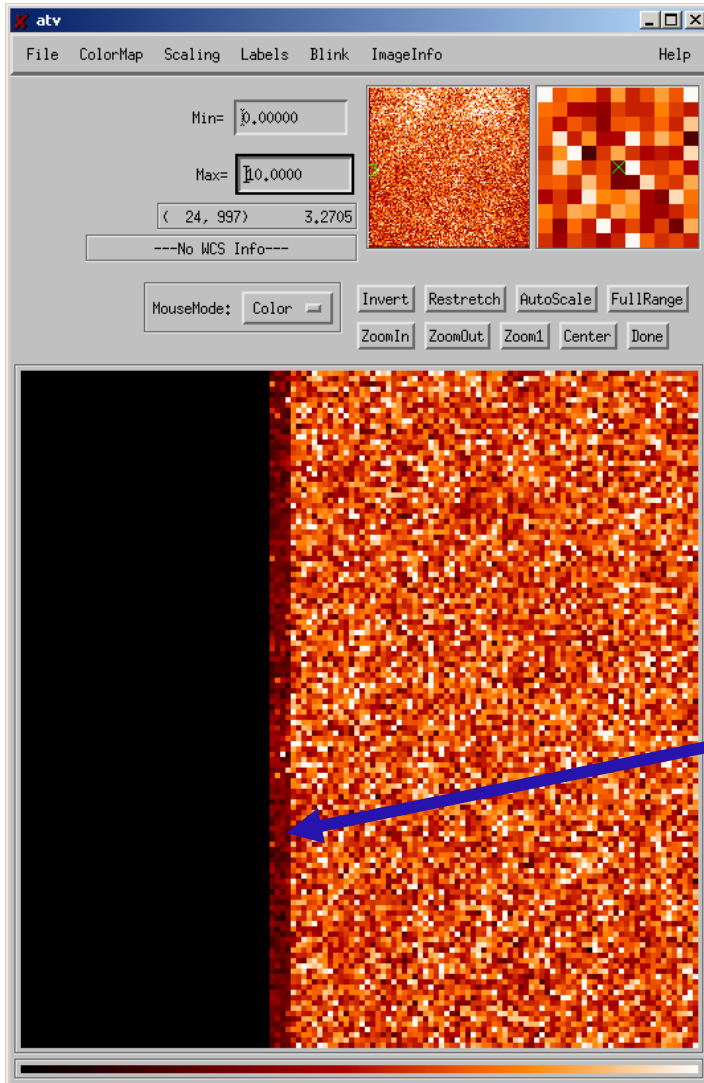 atv
File ColorMap Scaling Labels Blink ImageInfo Help
Min= 0.00000
Max= 10.0000
( 24, 997) 3.2705
---No WCS Info---
MouseMode: Color
Invert Restretch AutoScale FullRange
ZoomIn ZoomOut Zoom1 Center Done